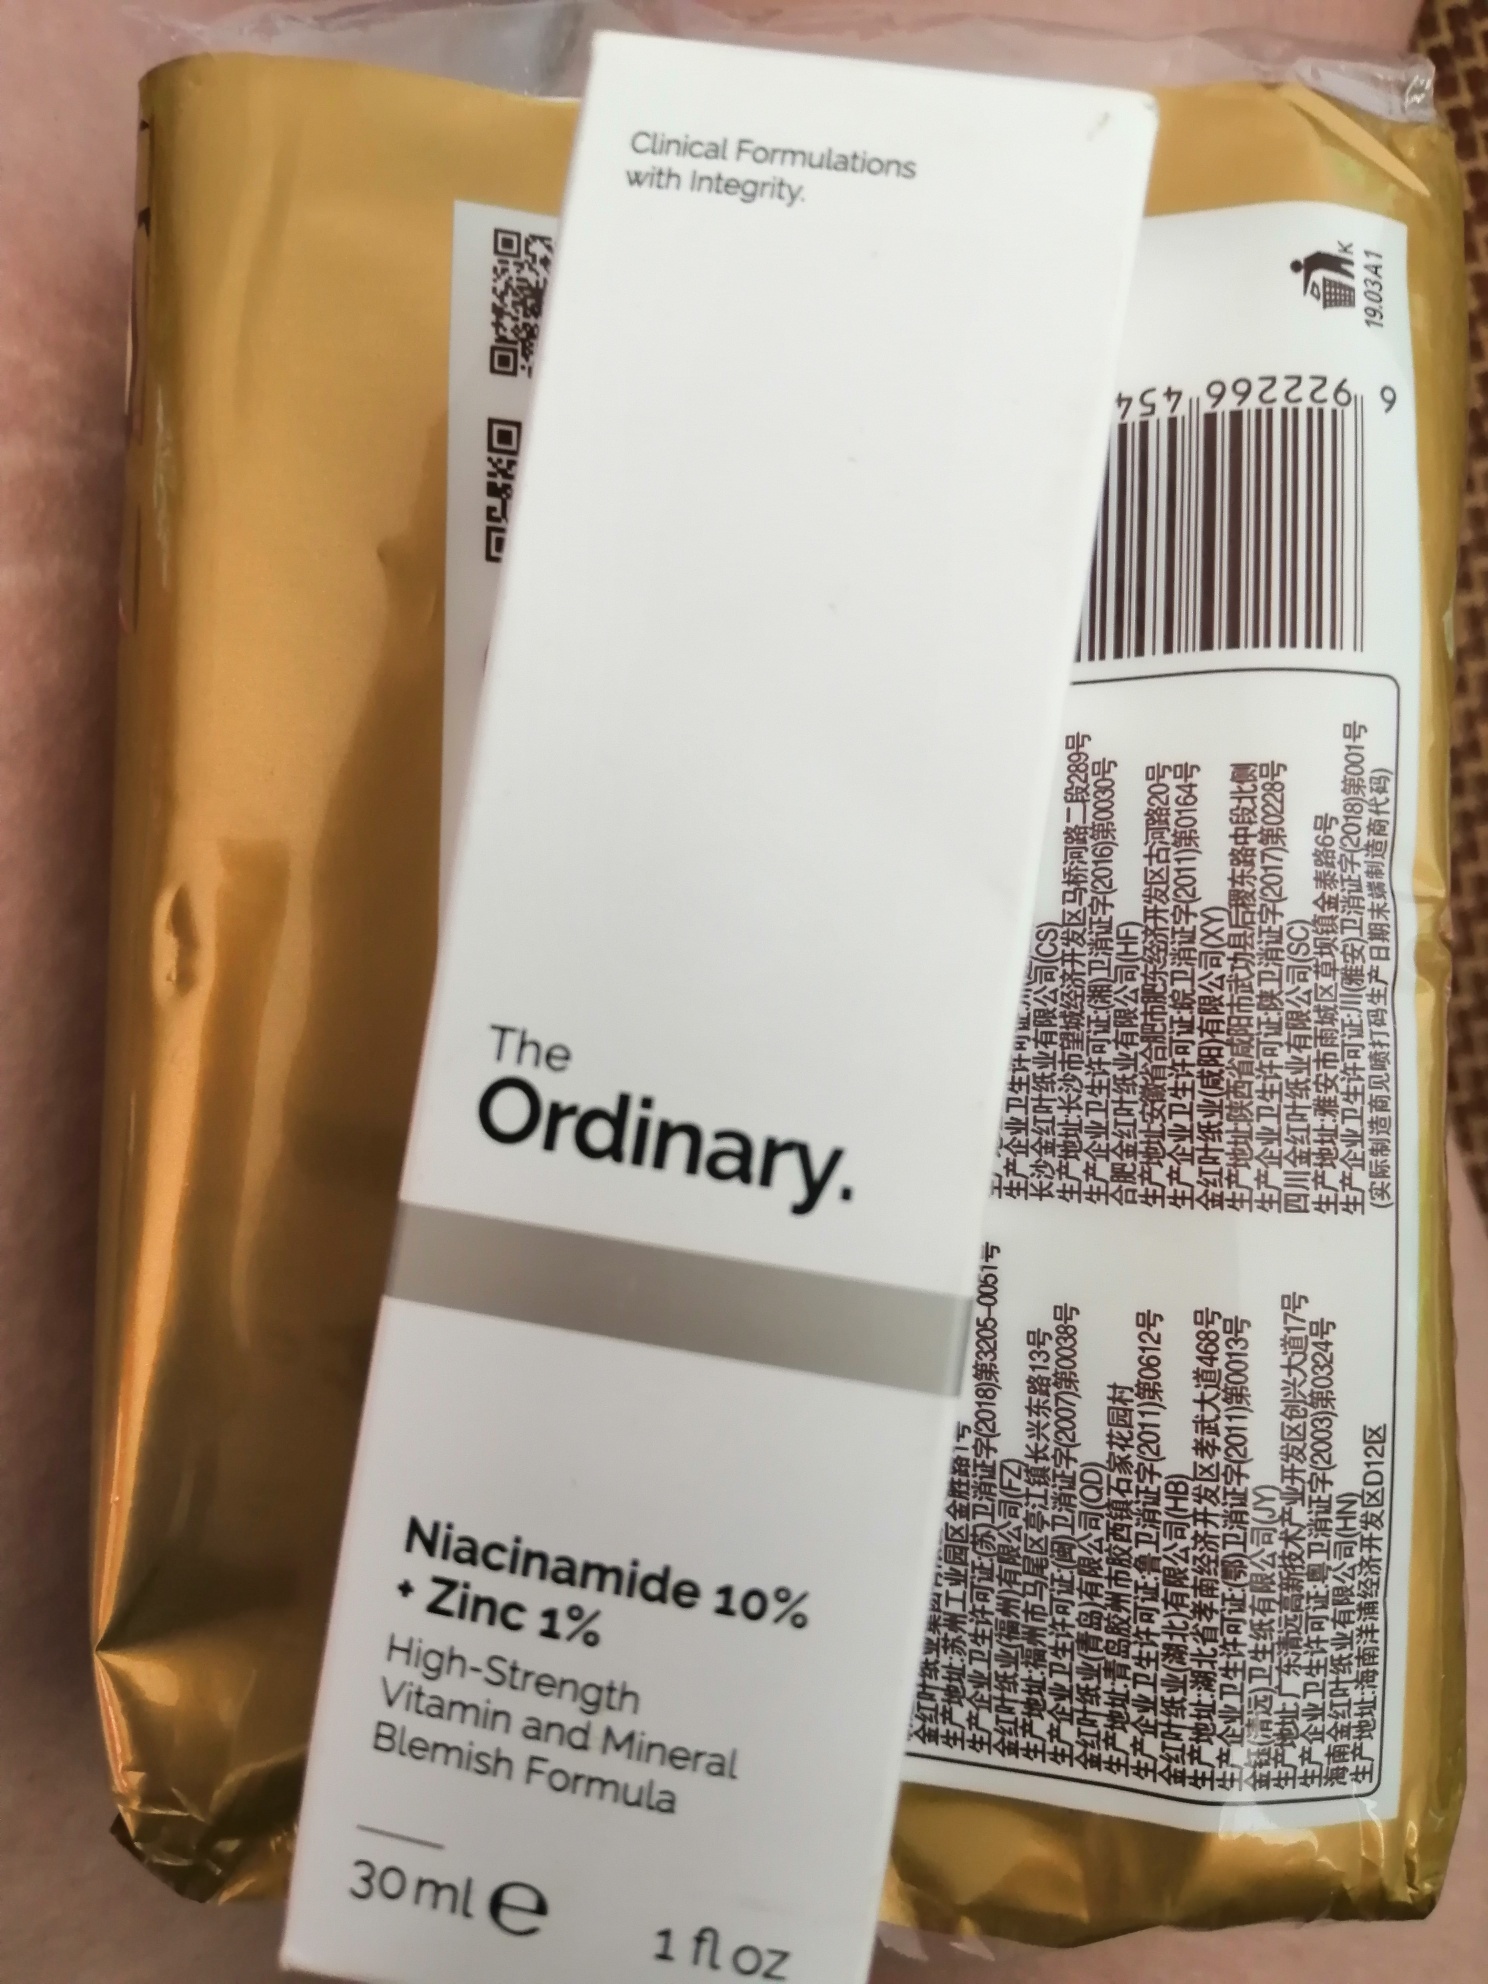 Clinical Formulations
with Integrity.
The
Ordinary.
Niacinamide 10%
+ Zinc 1%
High-Strength
Vitamin and Mineral
Blemish Formula
30 ml e
1 fl oz
K
19.03A1
6 922266 454
长沙金红叶纸业有限公司(CS)
生产地址:长沙市望城经济开发区马桥河路二段289号
生产企业卫生许可证:(湘)卫消证字(2016)第0030号
合肥金红叶纸业有限公司(HF)
生产地址:安徽省合肥市肥东经济开发区古河路20号
生产企业卫生许可证:皖卫消证字(2011)第0164号
金红叶纸业(咸阳)有限公司(XY)
生产地址:陕西省咸阳市武功县后稷东路中段北侧
生产企业卫生许可证:陕卫消证字(2017)第0228号
四川金红叶纸业有限公司(SC)
生产地址:雅安市雨城区草坝镇金泰路6号
生产企业卫生许可证:川(雅安)卫消证字(2018)第001号
(实际制造商见喷打码生产日期末端制造商代码)
生产地址:苏州工业园区金胜路1号
生产企业卫生许可证:(苏)卫消证字(2018)第3205-0051号
金红叶纸业(福州)有限公司(FZ)
生产地址:福州市马尾区亭江镇长兴东路13号
生产企业卫生许可证:(闽)卫消证字(2007)第0038号
金红叶纸业(青岛)有限公司(QD)
生产地址:青岛胶州市胶西镇石家花园村
生产企业卫生许可证:鲁卫消证字(2011)第0612号
金红叶纸业(湖北)有限公司(HB)
生产地址:湖北省孝南经济开发区孝武大道468号
生产企业卫生许可证:(鄂)卫消证字(2011)第0013号
金钰(清远)卫生纸有限公司(JY)
生产地址:广东清远高新技术产业开发区创兴大道17号
生产企业卫生许可证:粤卫消证字(2003)第0324号
海南金红叶纸业有限公司(HN)
生产地址:海南洋浦经济开发区D12区